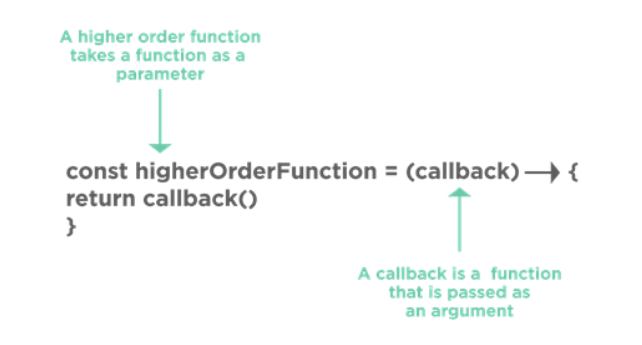 A higher order function
takes a function as a
parameter
const higherOrderFunction = (callback) → {
return callback()
}
A callback is a function
that is passed as
an argument